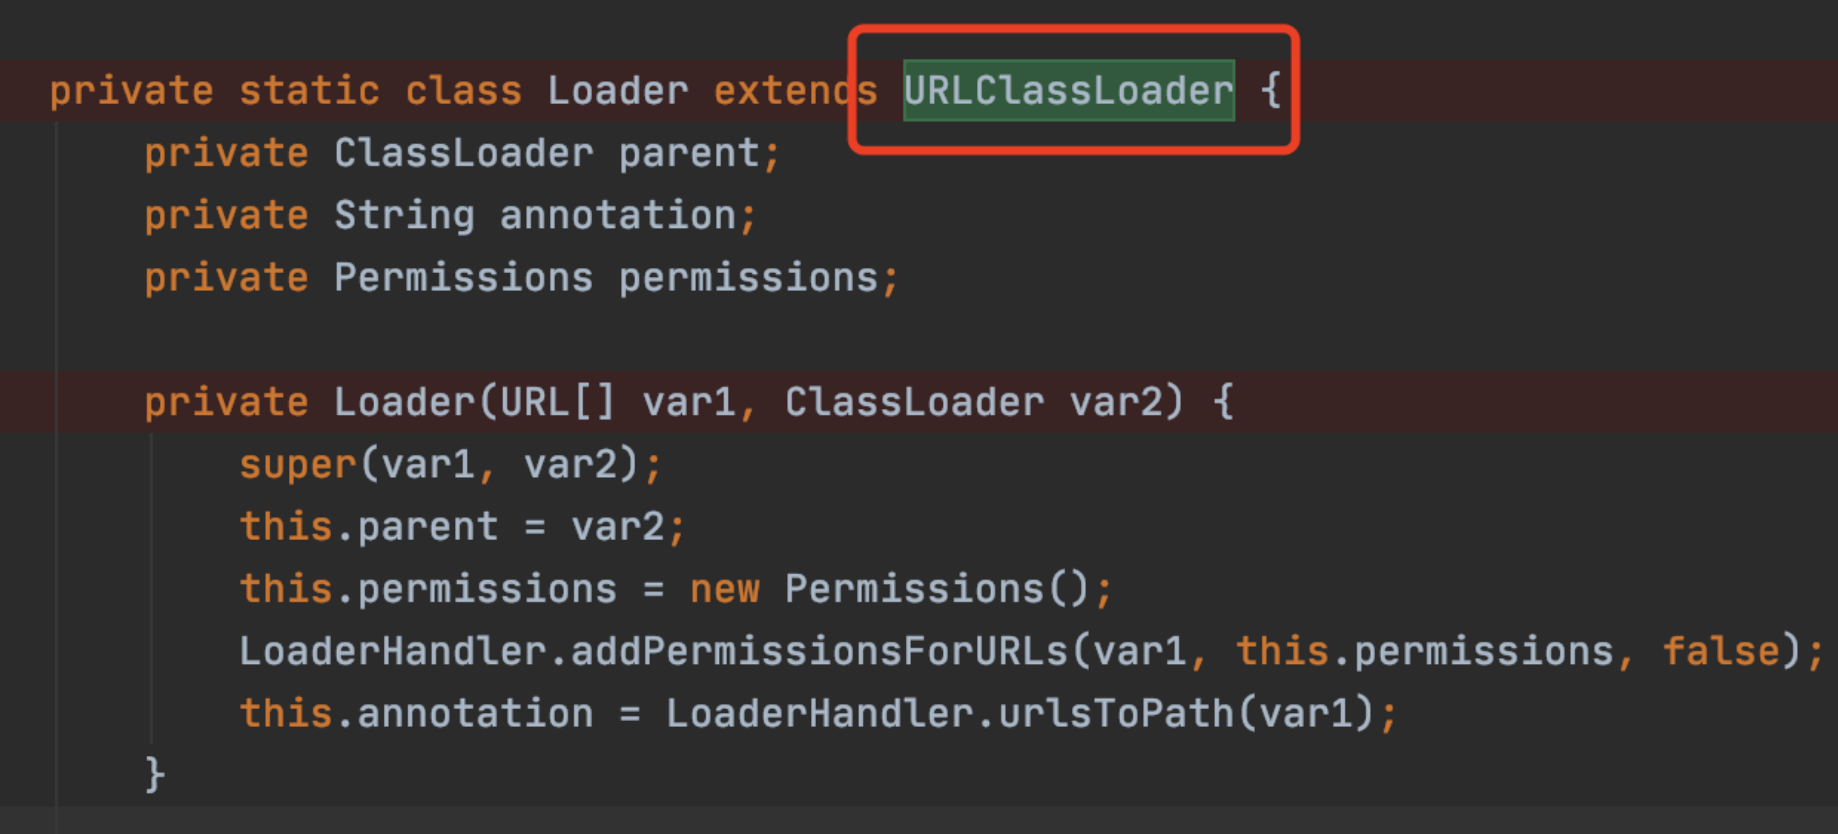 private static class Loader extends URLClassLoader {
private ClassLoader parent;
private String annotation;
private Permissions permissions;
private Loader(URL[] var1, ClassLoader var2) {
super(var1, var2);
this.parent = var2;
this.permissions = new Permissions();
LoaderHandler.addPermissionsForURLs(var1, this.permissions, false);
this.annotation = LoaderHandler.urlsToPath(var1);
}